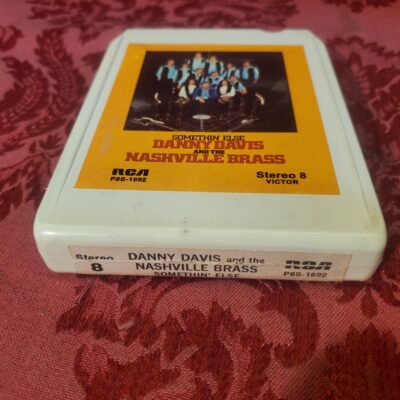 SOMETHIN' ELSE
DANNY DAVIS
AND THE
NASHVILLE BRASS
RCA
P8S-1692
Stereo 8
VICTOR
Stereo
8
DANNY DAVIS and the
NASHVILLE BRASS
SOMETHIN' ELSE
RCA
P8S-1692